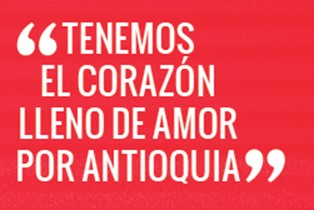 “TENEMOS
EL CORAZÓN
LLENO DE AMOR
POR ANTIOQUIA”